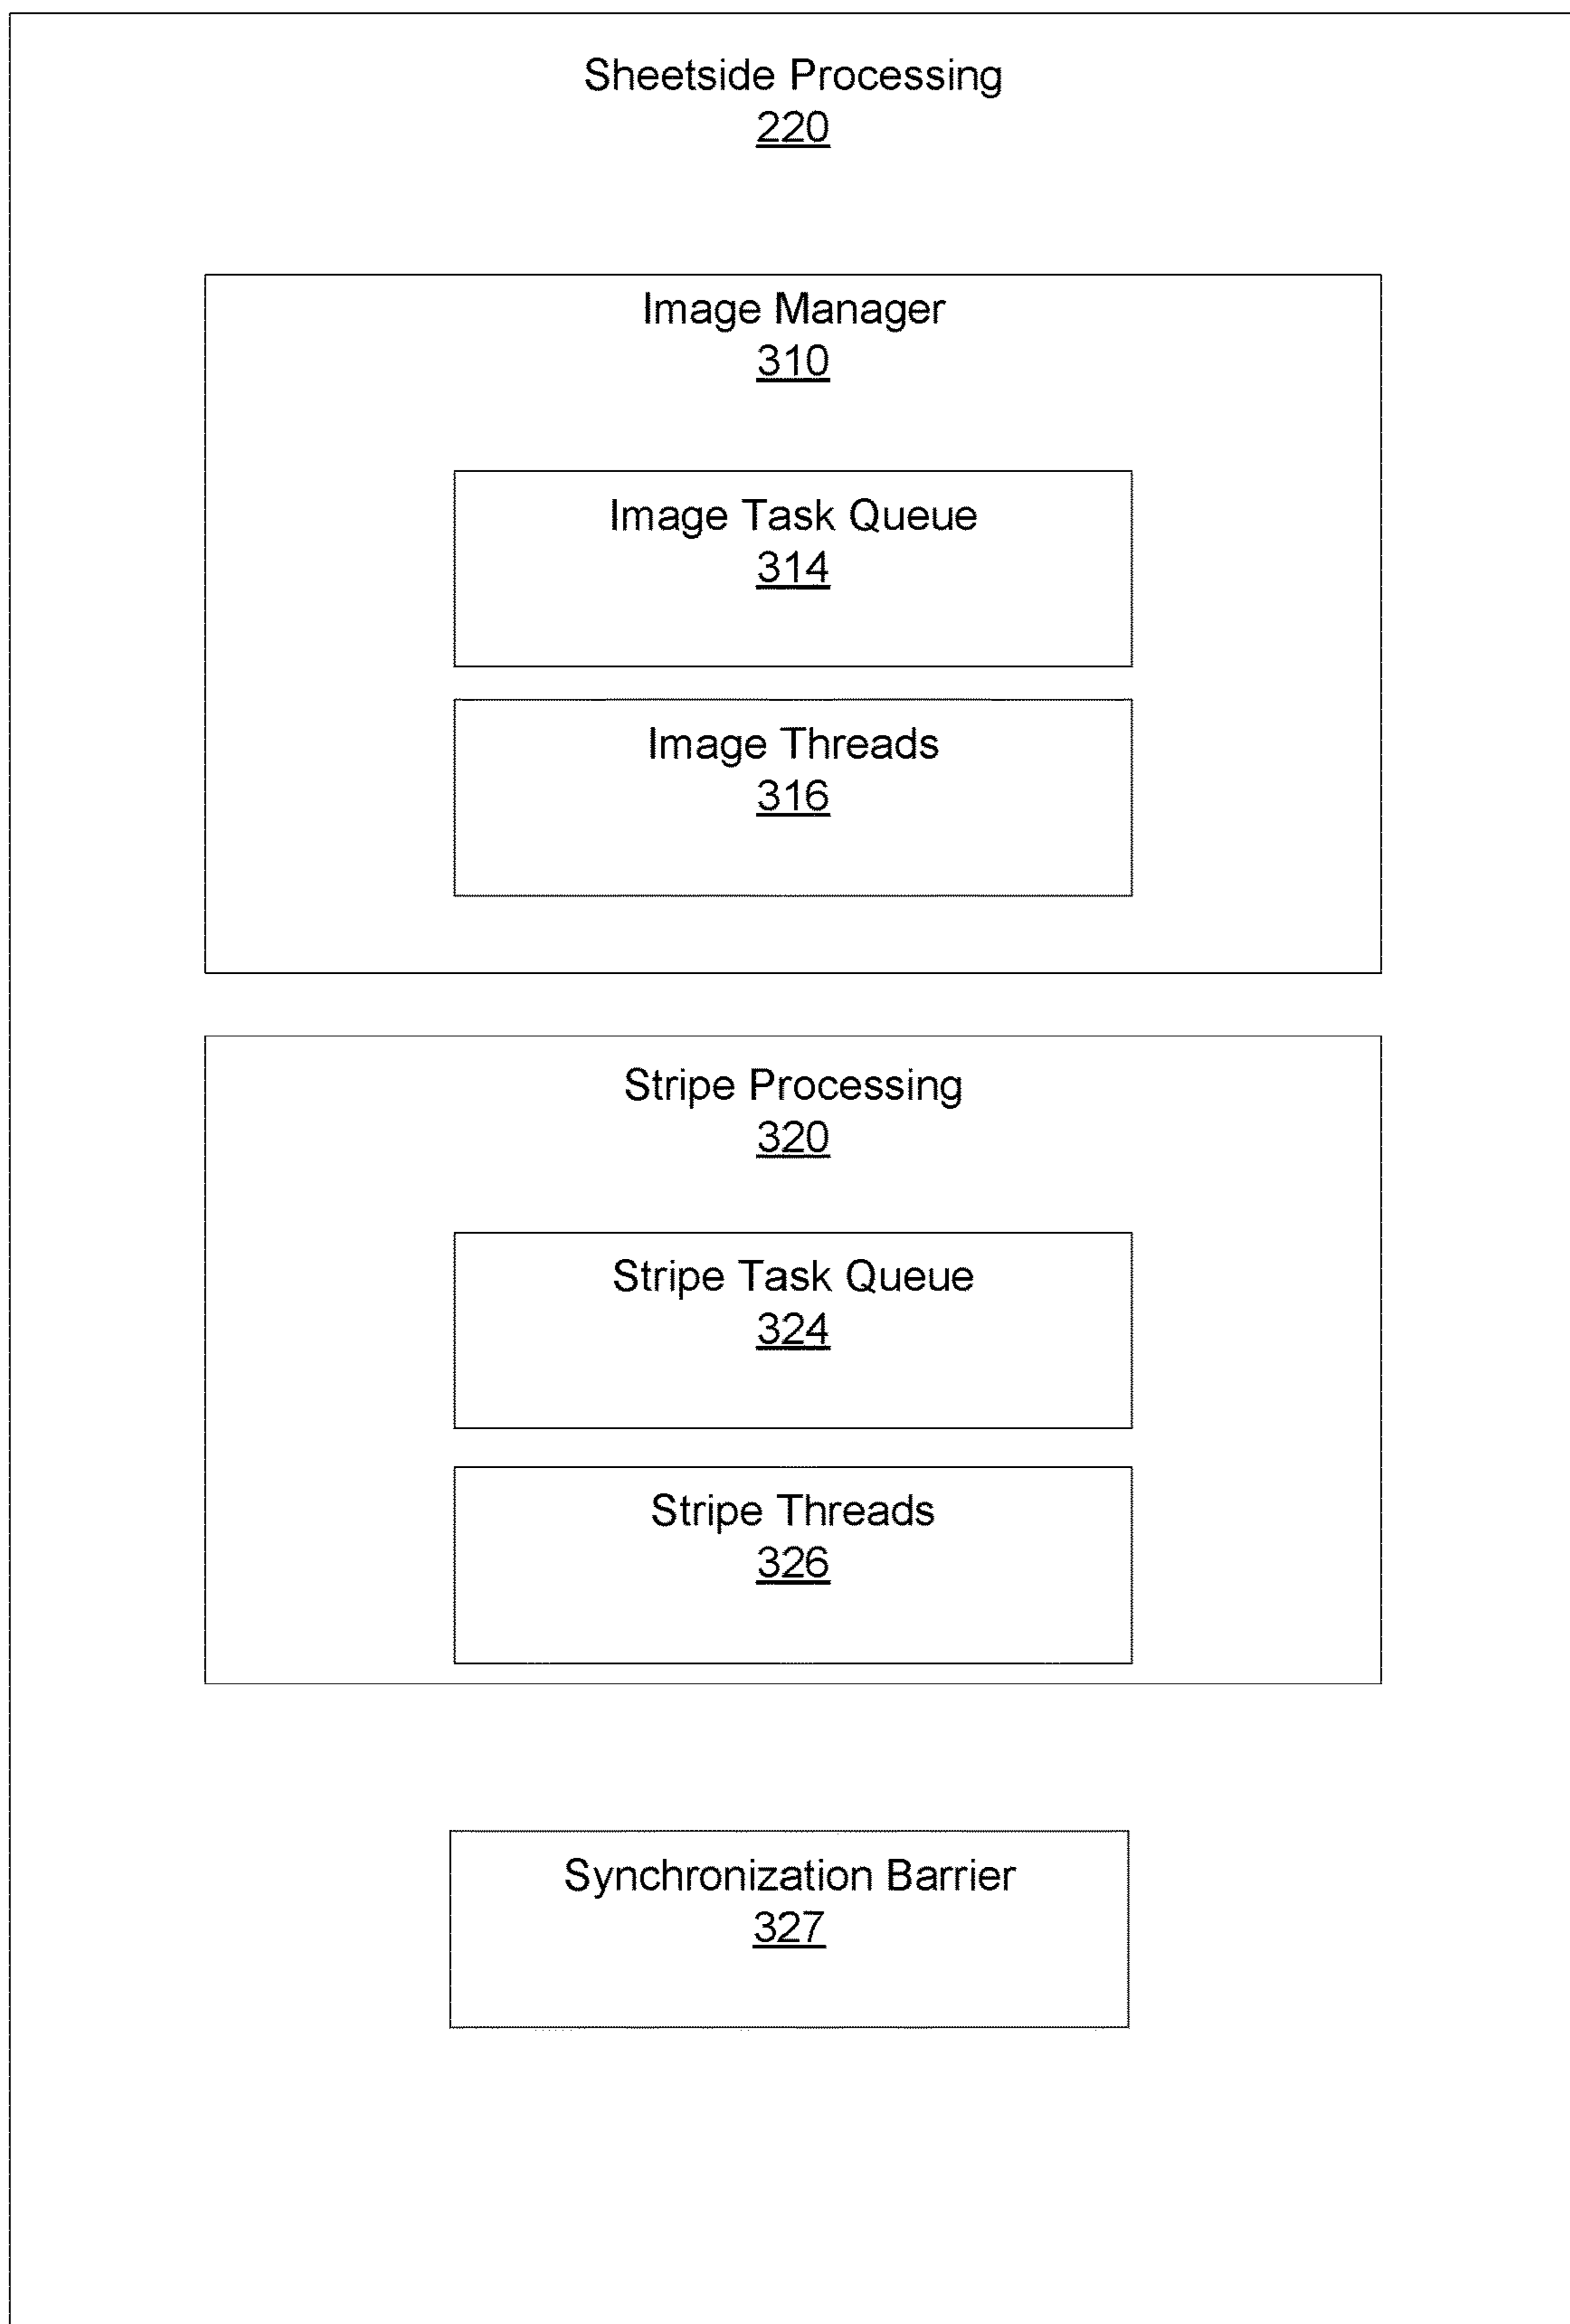 Sheetside Processing
220
Image Manager
310
Image Task Queue
314
Image Threads
316
Stripe Processing
320
Stripe Task Queue
324
Stripe Threads
326
Synchronization Barrier
327